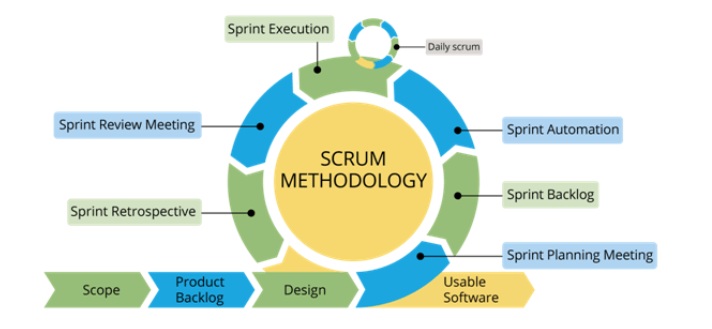 Sprint Execution
Daily scrum
Sprint Review Meeting
Sprint Automation
SCRUM
METHODOLOGY
Sprint Backlog
Sprint Retrospective
Sprint Planning Meeting
Scope
Product
Backlog
Design
Usable
Software